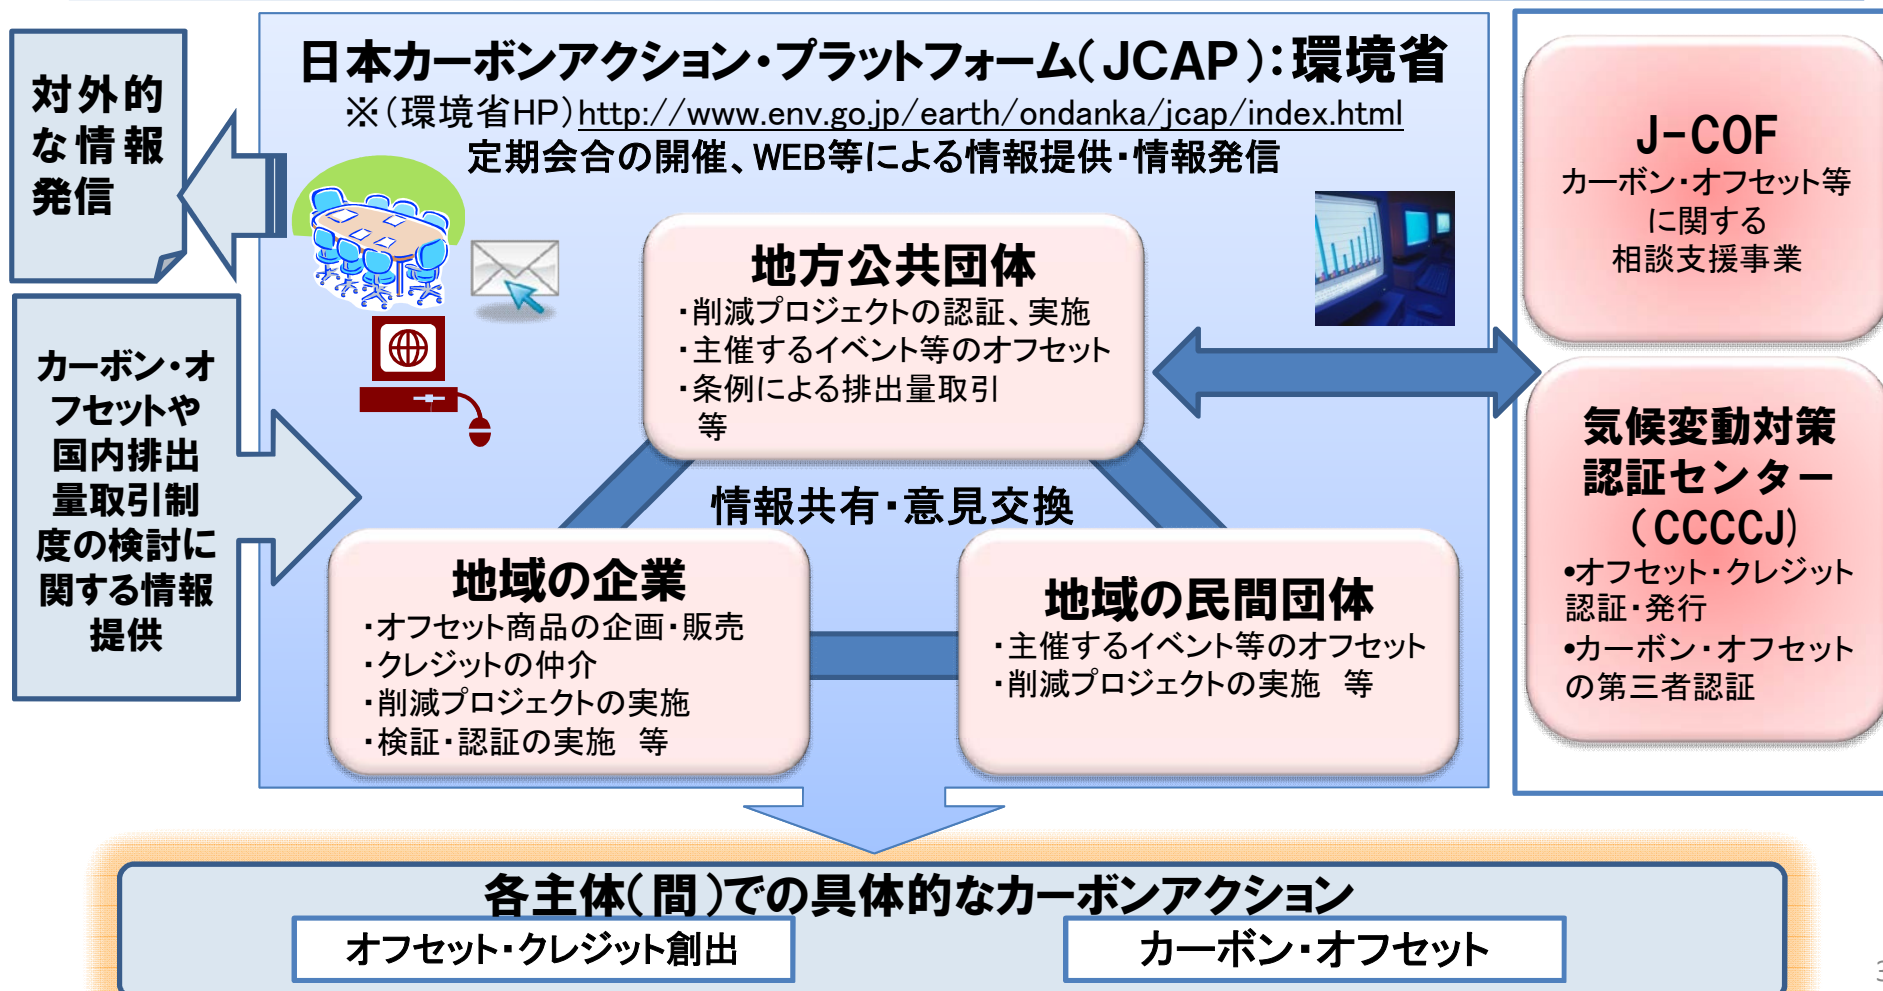 日本カーボンアクション・プラットフォーム(JCAP):環境省
※(環境省HP)http://www.env.go.jp/earth/ondanka/jcap/index.html
定期会合の開催、WEB等による情報提供・情報発信
対外的
な情報
発信
カーボン・オ
フセットや
国内排出
量取引制
度の検討に
関する情報
提供
地方公共団体
・削減プロジェクトの認証、実施
・主催するイベント等のオフセット
・条例による排出量取引
等
情報共有・意見交換
地域の企業
・オフセット商品の企画・販売
・クレジットの仲介
・削減プロジェクトの実施
・検証・認証の実施 等
地域の民間団体
・主催するイベント等のオフセット
・削減プロジェクトの実施 等
J-COF
カーボン・オフセット等
に関する
相談支援事業
気候変動対策
認証センター
(CCCCJ)
•オフセット・クレジット
認証・発行
•カーボン・オフセット
の第三者認証
各主体(間)での具体的なカーボンアクション
オフセット・クレジット創出
カーボン・オフセット